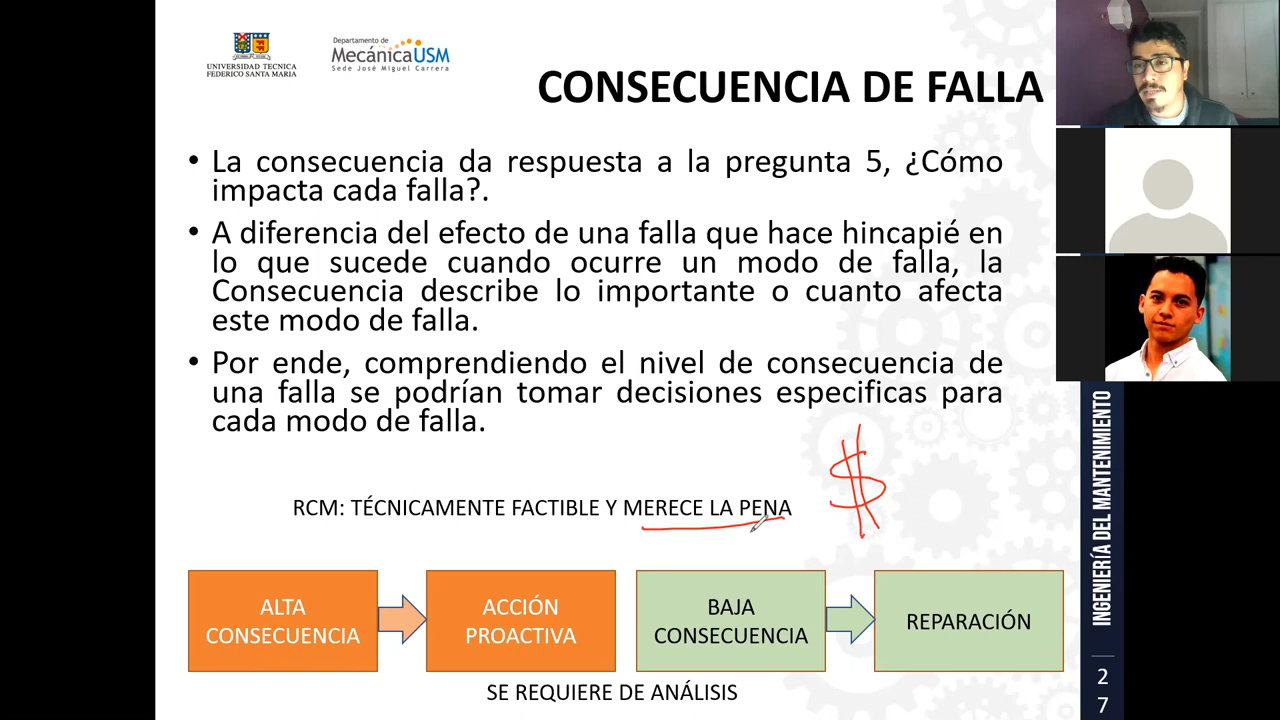 UNIVERSIDAD TECNICA
FEDERICO SANTA MARIA
Departamento de
MecánicaUSM
Sede José Miguel Carrera
CONSECUENCIA DE FALLA
• La consecuencia da respuesta a la pregunta 5, ¿Cómo
impacta cada falla?.
• A diferencia del efecto de una falla que hace hincapié en
lo que sucede cuando ocurre un modo de falla, la
Consecuencia describe lo importante o cuanto afecta
este modo de falla.
• Por ende, comprendiendo el nivel de consecuencia de
una falla se podrían tomar decisiones especificas para
cada modo de falla.
$
RCM: TÉCNICAMENTE FACTIBLE Y MERECE LA PENA
ALTA
CONSECUENCIA
ACCIÓN
PROACTIVA
BAJA
CONSECUENCIA
REPARACIÓN
SE REQUIERE DE ANÁLISIS
INGENIERÍA DEL MANTENIMIENTO
2
7